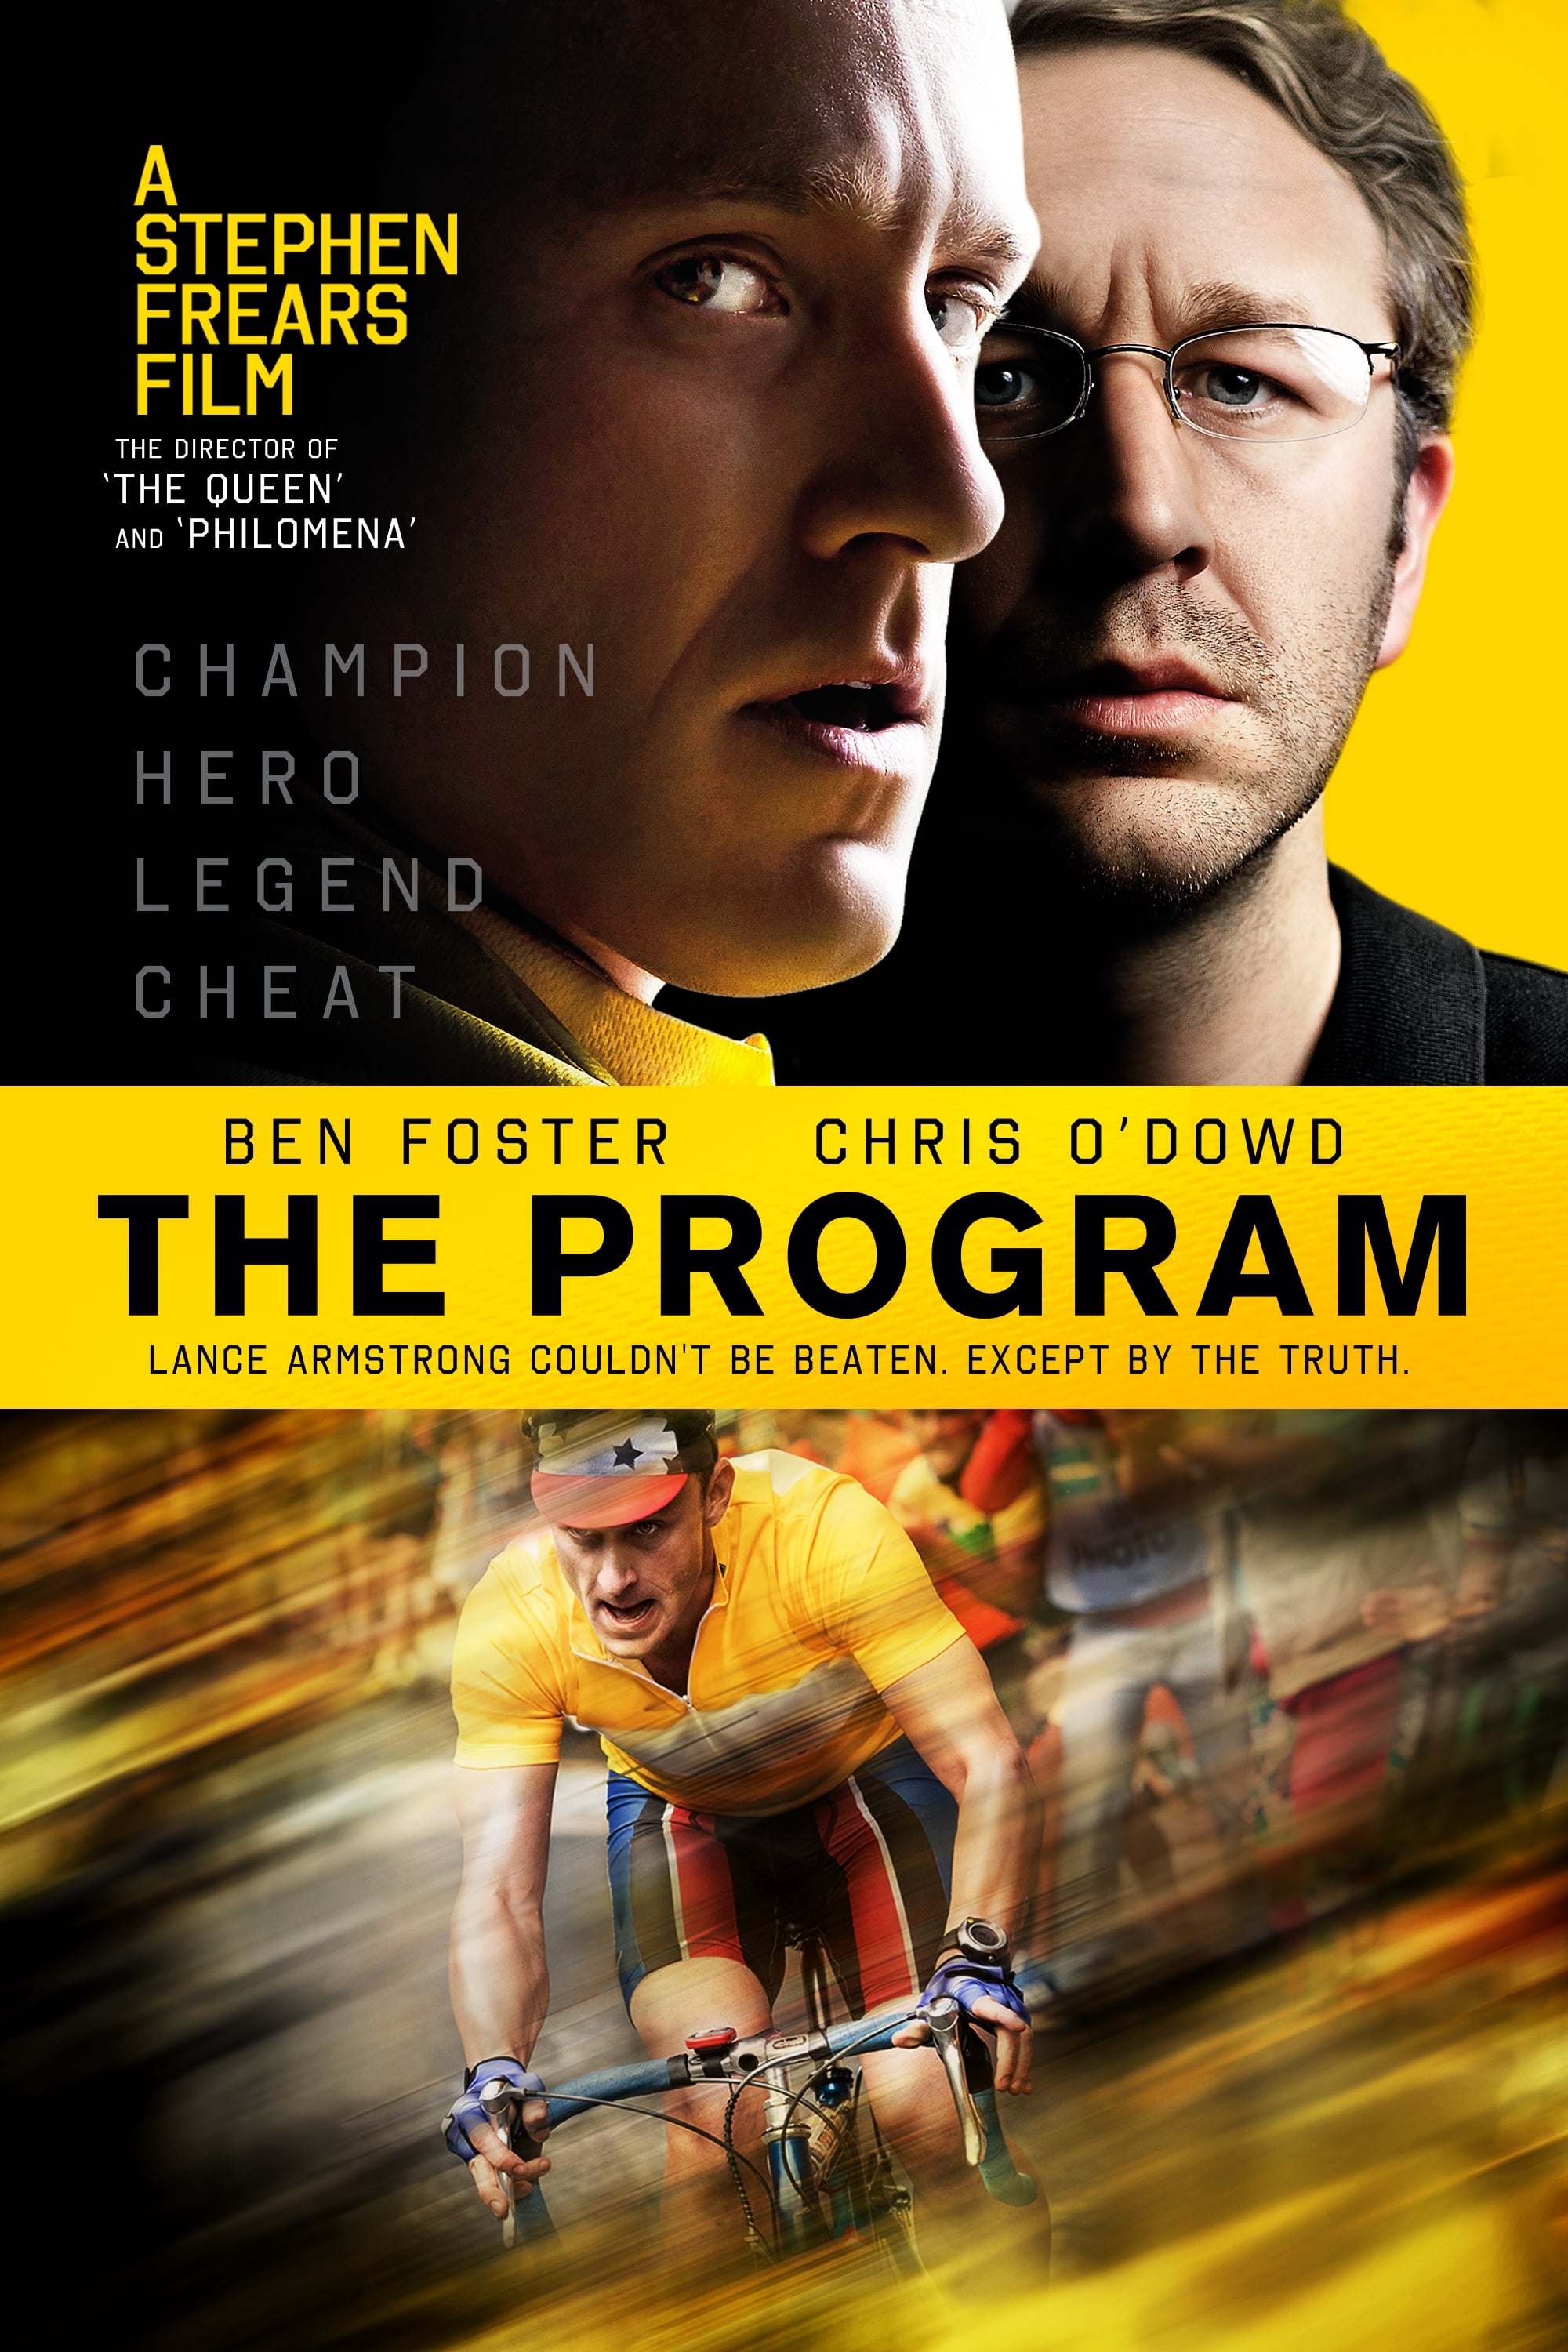 A
STEPHEN
FREARS
FILM
THE DIRECTOR OF
‘THE QUEEN’
AND ‘PHILOMENA’
CHAMPION
HERO
LEGEND
CHEAT
BEN FOSTER CHRIS O’DOWD
THE PROGRAM
LANCE ARMSTRONG COULDN'T BE BEATEN. EXCEPT BY THE TRUTH.